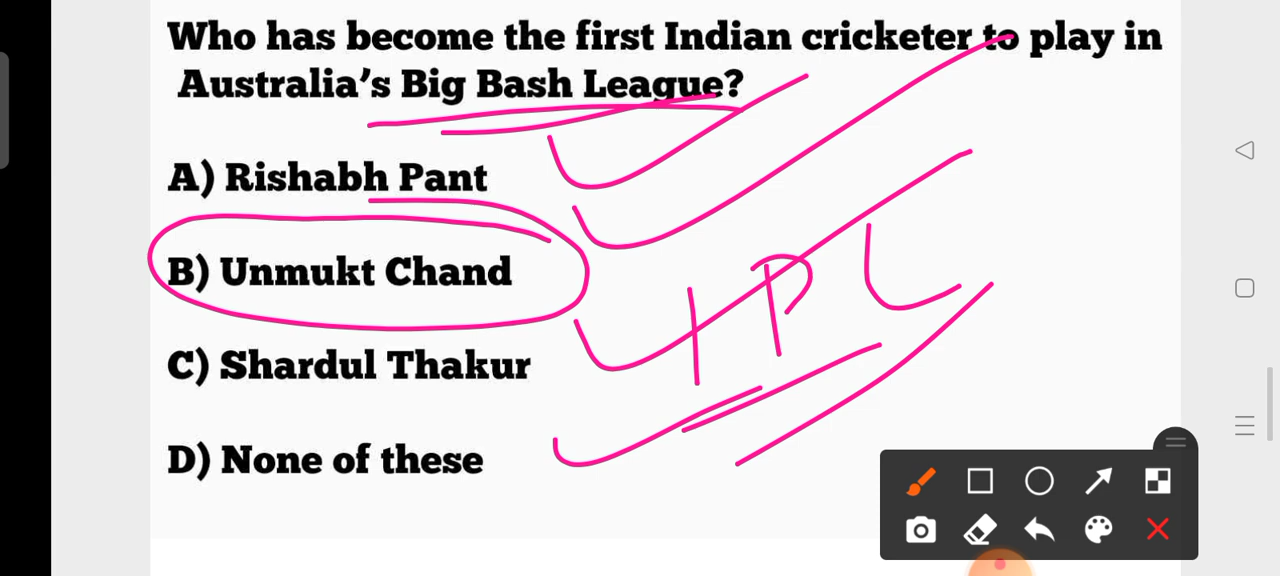 Who has become the first Indian cricketer to play in
Australia's Big Bash League?
A) Rishabh Pant
B) Unmukt Chand
C) Shardul Thakur
IPL
D) None of these